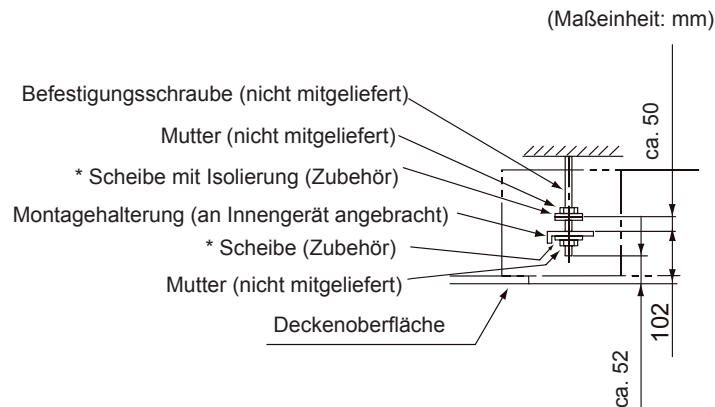 (Maßeinheit: mm)
Befestigungsschraube (nicht mitgeliefert)
Mutter (nicht mitgeliefert)
* Scheibe mit Isolierung (Zubehör)
Montagehalterung (an Innengerät angebracht)
* Scheibe (Zubehör)
Mutter (nicht mitgeliefert)
Deckenoberfläche
ca. 50
102
ca. 52